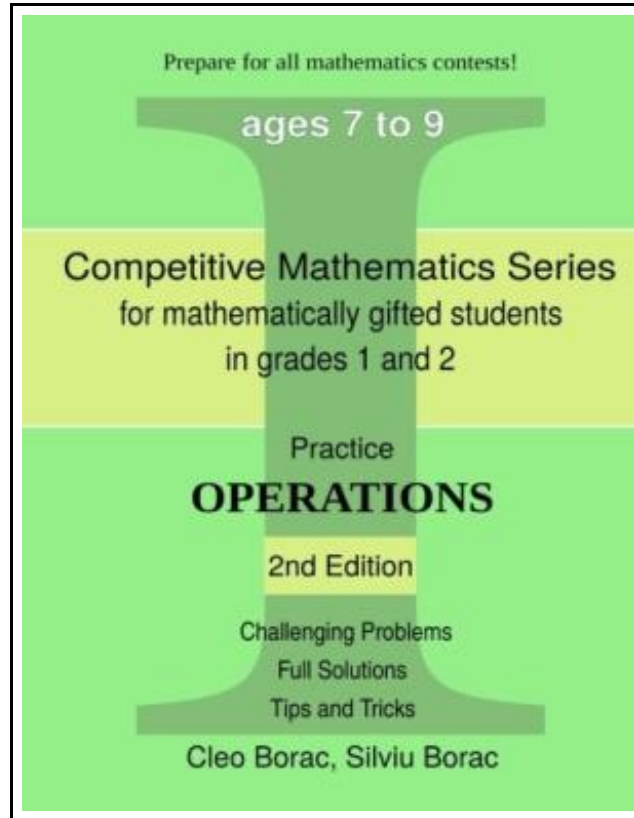 Prepare for all mathematics contests!
ages 7 to 9
Competitive Mathematics Series
for mathematically gifted students
in grades 1 and 2
Practice
OPERATIONS
2nd Edition
Challenging Problems
Full Solutions
Tips and Tricks
Cleo Borac, Silviu Borac